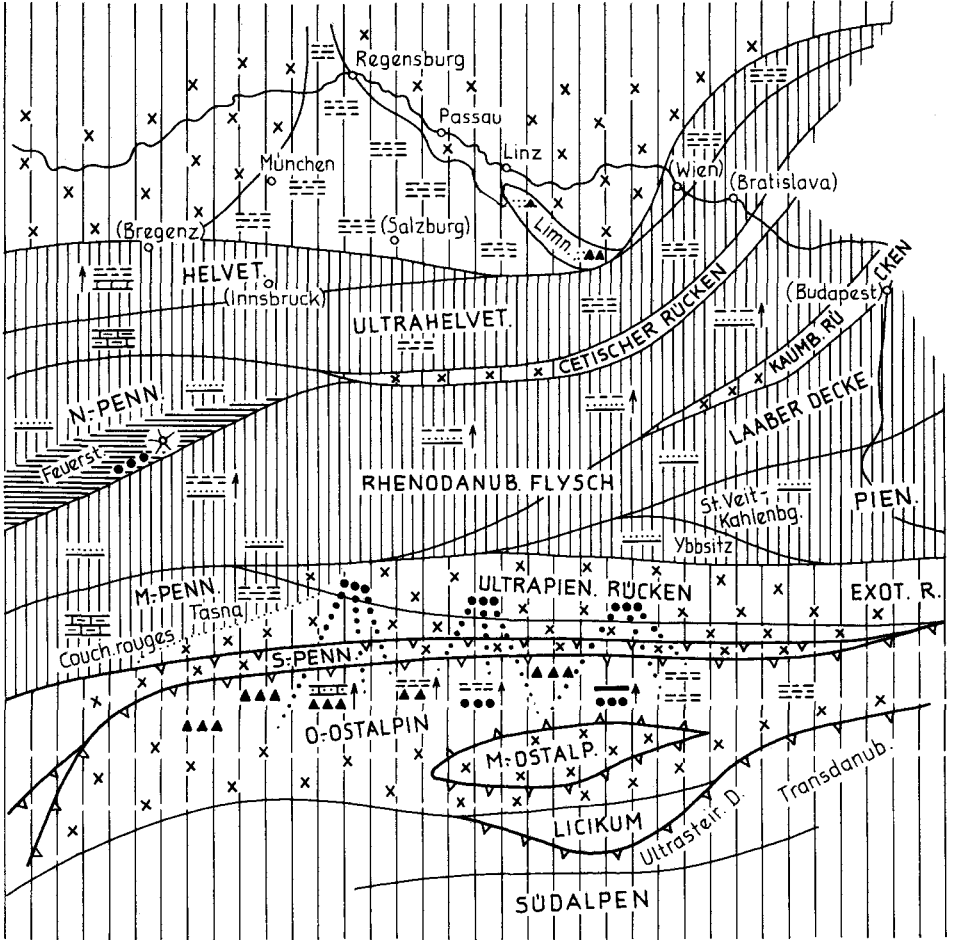 Regensburg
Passau
Linz
München
Wien
(Bratislava)
(Bregenz)
(Salzburg)
Limn.
HELVET.
(Innsbruck)
ULTRAHELVET.
CETISCHER RÜCKEN
(Budapest)
KAUMB. RÜ CKEN
N-PENN
LAABER DECKE
Feuerst.
RHENODANUB. FLYSCH
St. Veit-,
Kahlenbg.
PIEN.
Ybbsitz
M-PENN.
Tasna
ULTRAPIEN. RÜCKEN
EXOT. R.
Couch. rouges
S-PENN
O-OSTALPIN
M-OSTALP.
Transdanub.
LICIKUM
Ultrasteir. D.
SÜDALPEN